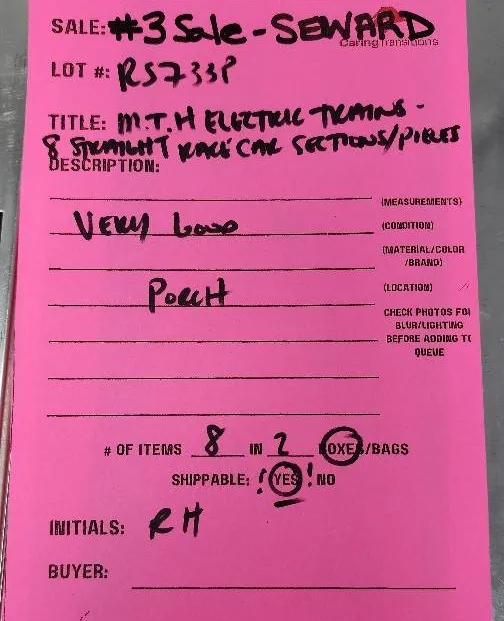 SALE: #3 Sale - SEWARD
Caring Transitions
LOT #: RS733P
TITLE: M.T.H ELECTRIC TRAINS -
8 STRAIGHT RACE CAR SECTIONS/PIECES
DESCRIPTION:
(MEASUREMENTS)
VERY GOOD (CONDITION)
(MATERIAL/COLOR
/BRAND)
PORCH (LOCATION)
CHECK PHOTOS FO
BLUR/LIGHTING
BEFORE ADDING TO
QUEUE
# OF ITEMS 8 IN 2 BOXES/BAGS
SHIPPABLE: ! YES ! NO
INITIALS: RH
BUYER: